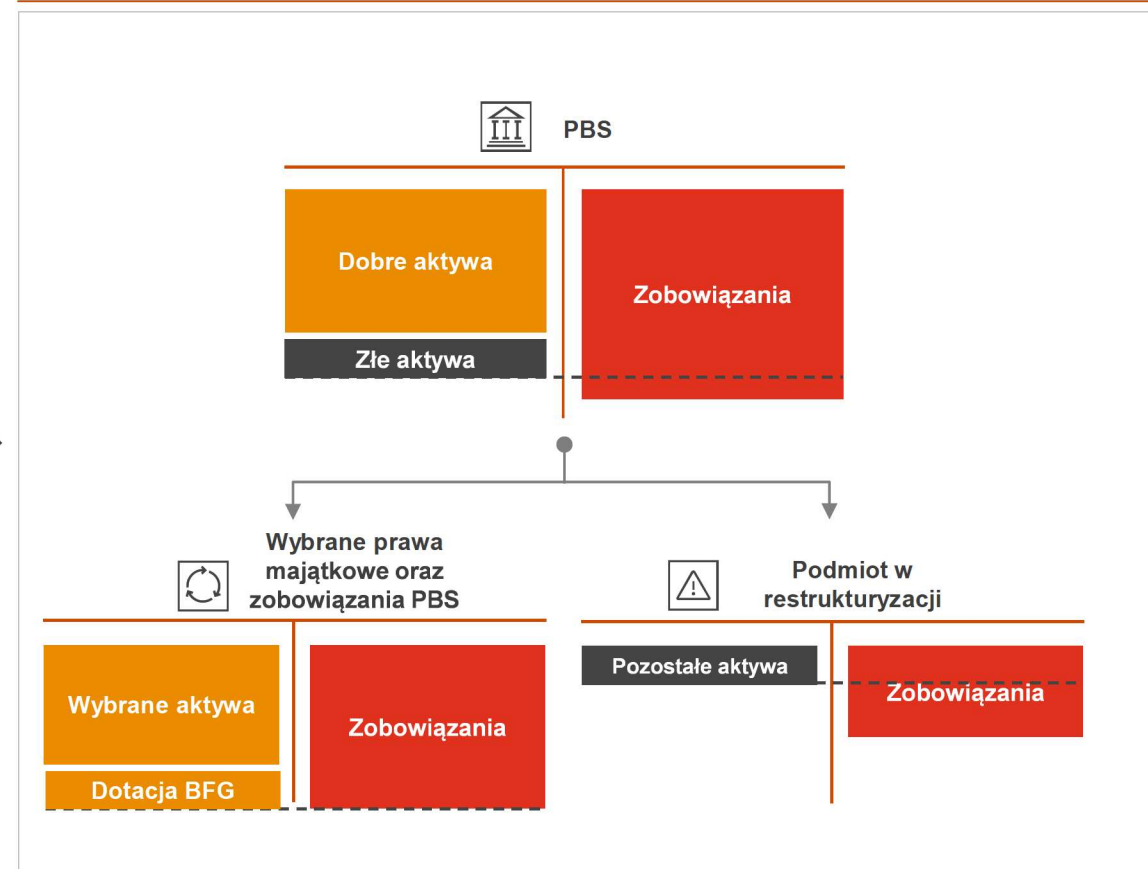 PBS
Dobre aktywa
Zobowiązania
Złe aktywa
Wybrane prawa
majątkowe oraz
zobowiązania PBS
Podmiot w
restrukturyzacji
Wybrane aktywa
Zobowiązania
Dotacja BFG
Pozostałe aktywa
Zobowiązania